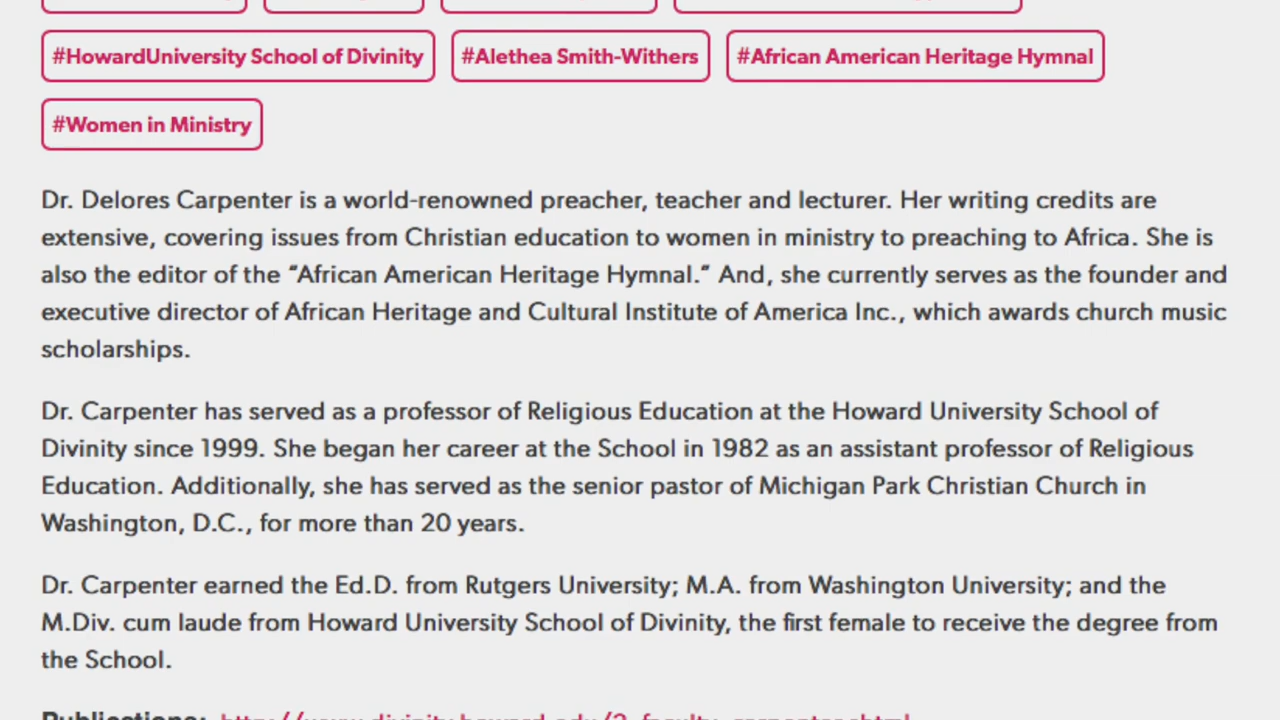 #HowardUniversity School of Divinity #Alethea Smith-Withers #African American Heritage Hymnal
#Women in Ministry
Dr. Delores Carpenter is a world-renowned preacher, teacher and lecturer. Her writing credits are
extensive, covering issues from Christian education to women in ministry to preaching to Africa. She is
also the editor of the “African American Heritage Hymnal.” And, she currently serves as the founder and
executive director of African Heritage and Cultural Institute of America Inc., which awards church music
scholarships.
Dr. Carpenter has served as a professor of Religious Education at the Howard University School of
Divinity since 1999. She began her career at the School in 1982 as an assistant professor of Religious
Education. Additionally, she has served as the senior pastor of Michigan Park Christian Church in
Washington, D.C., for more than 20 years.
Dr. Carpenter earned the Ed.D. from Rutgers University; M.A. from Washington University; and the
M.Div. cum laude from Howard University School of Divinity, the first female to receive the degree from
the School.
Publications: